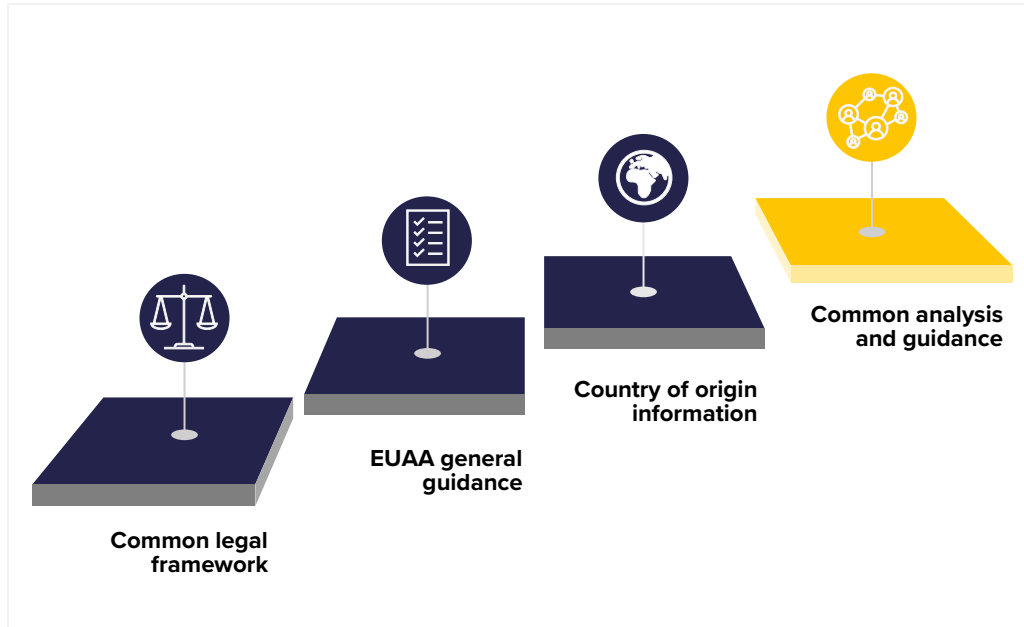 Common legal
framework
EUAA general
guidance
Country of origin
information
Common analysis
and guidance